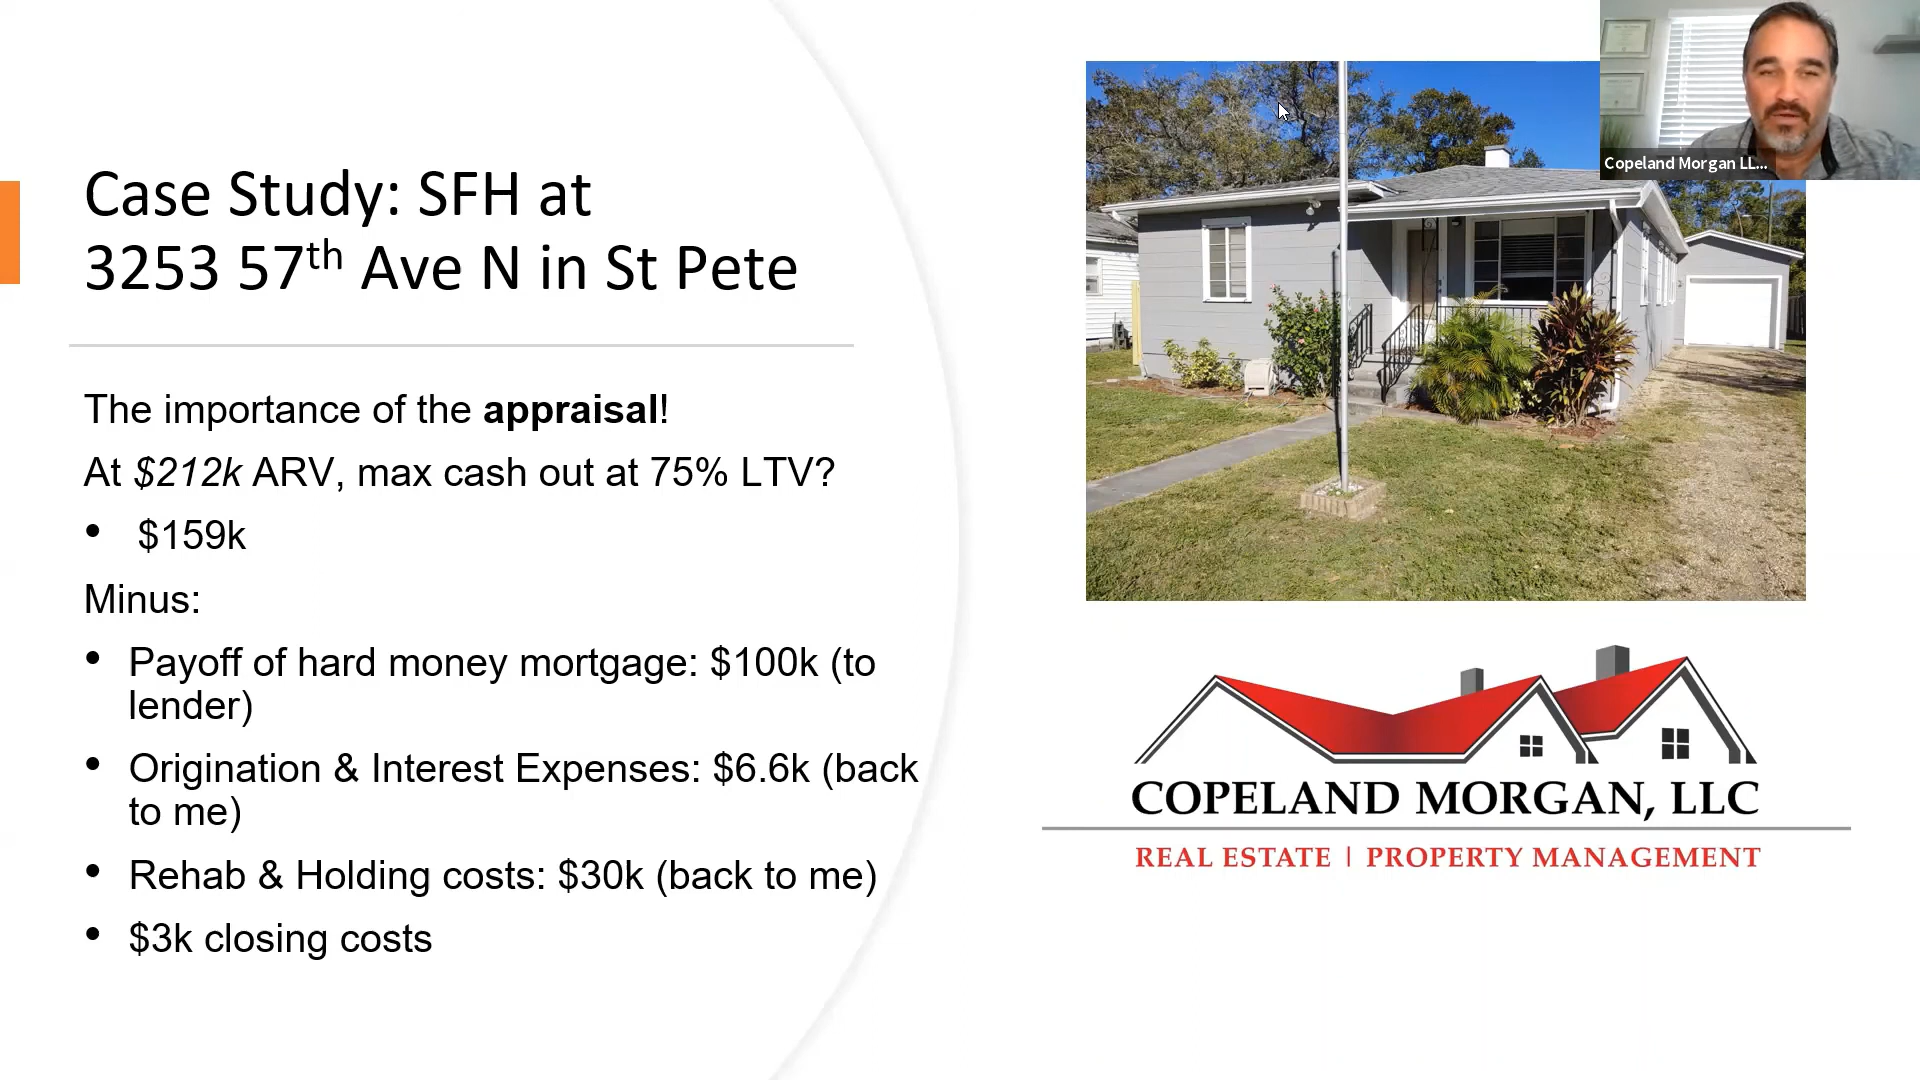 Case Study: SFH at
3253 57th Ave N in St Pete
The importance of the appraisal!
At $212k ARV, max cash out at 75% LTV?
• $159k
Minus:
• Payoff of hard money mortgage: $100k (to
lender)
• Origination & Interest Expenses: $6.6k (back
to me)
• Rehab & Holding costs: $30k (back to me)
• $3k closing costs
Copeland Morgan LL...
COPELAND MORGAN, LLC
REAL ESTATE | PROPERTY MANAGEMENT